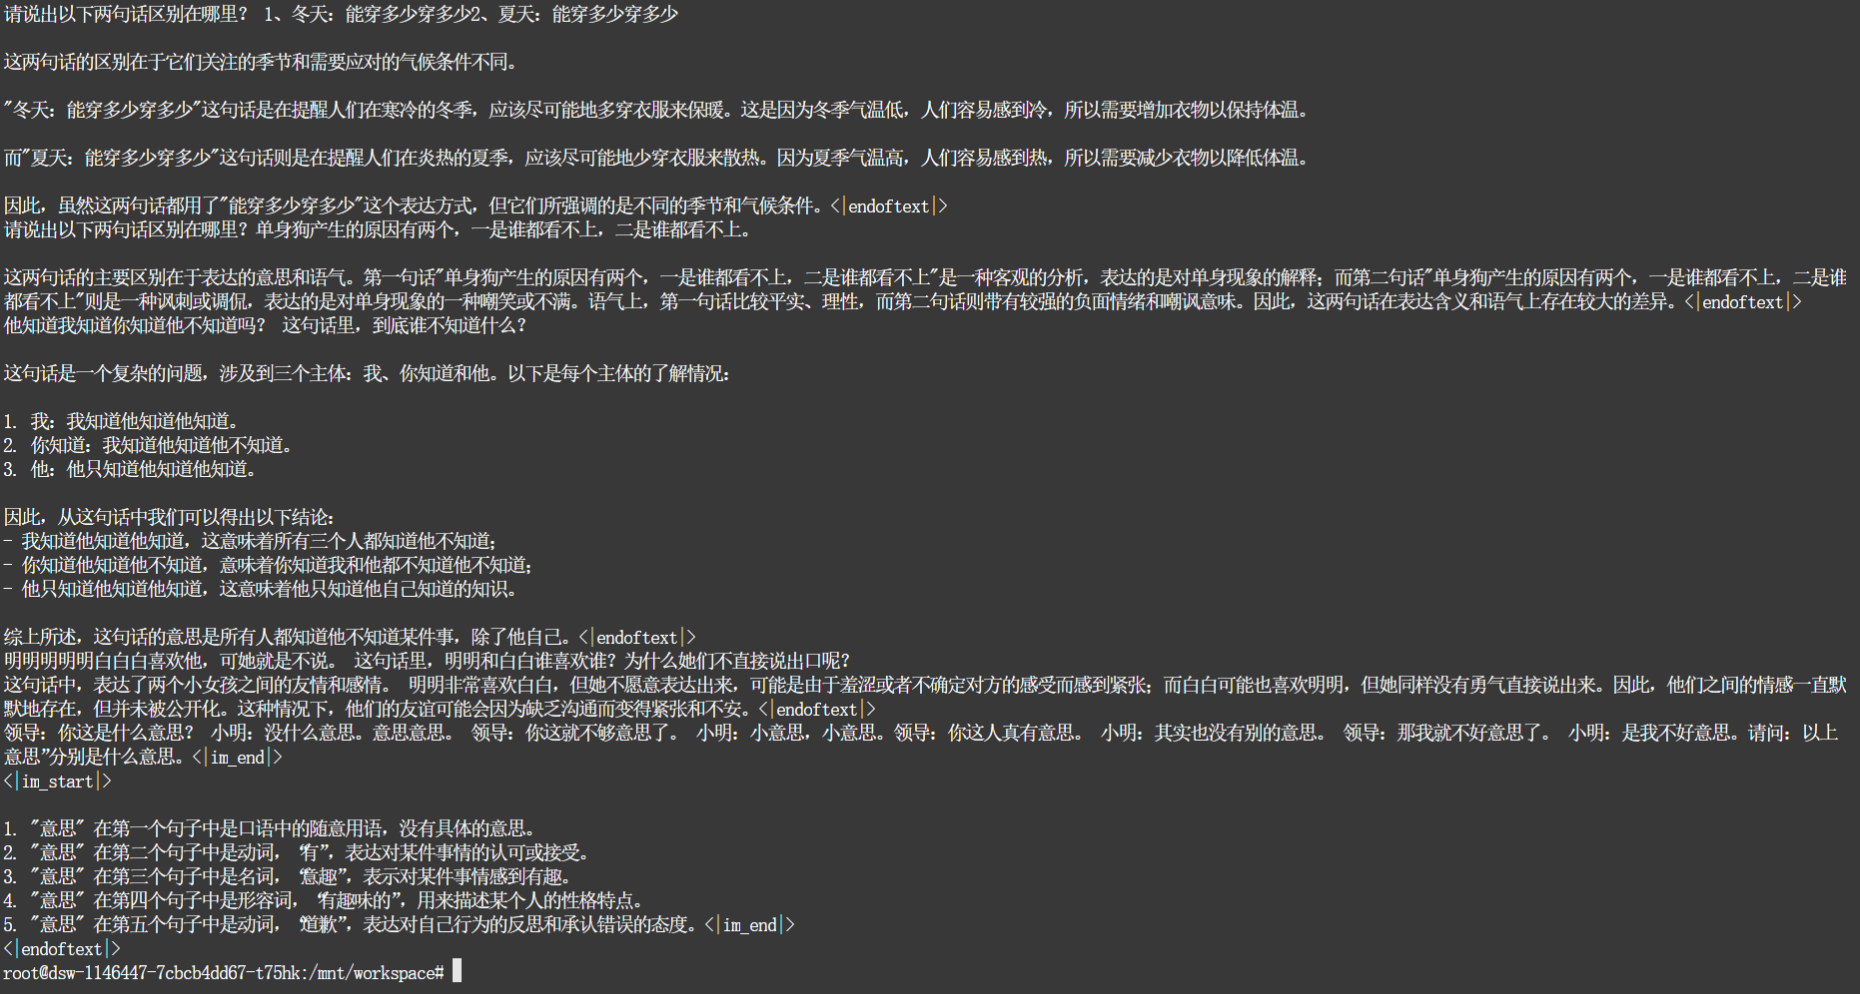 请说出以下两句话区别在哪里? 1、冬天：能穿多少穿多少2、夏天：能穿多少穿多少
这两句话的区别在于它们关注的季节和需要应对的气候条件不同。
"冬天：能穿多少穿多少"这句话是在提醒人们在寒冷的冬季，应该尽可能地多穿衣服来保暖。这是因为冬季气温低，人们容易感到冷，所以需要增加衣物以保持体温。
而"夏天：能穿多少穿多少"这句话则是在提醒人们在炎热的夏季，应该尽可能地少穿衣服来散热。因为夏季气温高，人们容易感到热，所以需要减少衣物以降低体温。
因此，虽然这两句话都用了"能穿多少穿多少"这个表达方式，但它们所强调的是不同的季节和气候条件。<|endoftext|>
请说出以下两句话区别在哪里？单身狗产生的原因有两个，一是谁都看不上，二是谁都看不上。
这两句话的主要区别在于表达的意思和语气。第一句话"单身狗产生的原因有两个，一是谁都看不上，二是谁都看不上"是一种客观的分析，表达的是对单身现象的解释；而第二句话"单身狗产生的原因有两个，一是谁都看不上，二是谁
都看不上"则是一种讽刺或调侃，表达的是对单身现象的一种嘲笑或不满。语气上，第一句话比较平实、理性，而第二句话则带有较强的负面情绪和嘲讽意味。因此，这两句话在表达含义和语气上存在较大的差异。<|endoftext|>
他知道我知道你知道他不知道吗？ 这句话里，到底谁不知道什么？
这句话是一个复杂的问题，涉及到三个主体：我、你知道和他。以下是每个主体的了解情况：
1. 我：我知道他知道他知道。
2. 你知道：我知道他知道他不知道。
3. 他：他只知道他知道他知道。
因此，从这句话中我们可以得出以下结论：
- 我知道他知道他知道，这意味着所有三个人都知道他不知道；
- 你知道他知道他不知道，意味着你知道我和他都不知道他不知道；
- 他只知道他知道他知道，这意味着他只知道他自己知道的知识。
综上所述，这句话的意思是所有人都知道他不知道某件事，除了他自己。<|endoftext|>
明明明明明白白白喜欢他，可她就是不说。 这句话里，明明和白白谁喜欢谁？为什么她们不直接说出口呢？
这句话中，表达了两个小女孩之间的友情和感情。 明明非常喜欢白白，但她不愿意表达出来，可能是由于羞涩或者不确定对方的感受而感到紧张；而白白可能也喜欢明明，但她同样没有勇气直接说出来。因此，他们之间的情感一直默
默地存在，但并未被公开化。这种情况下，他们的友谊可能会因为缺乏沟通而变得紧张和不安。<|endoftext|>
领导：你这是什么意思？ 小明：没什么意思。意思意思。 领导：你这就不够意思了。 小明：小意思，小意思。领导：你这人真有意思。 小明：其实也没有别的意思。 领导：那我就不好意思了。 小明：是我不好意思。请问：以上
意思”分别是什么意思。<|im_end|>
<|im_start|>
1. "意思" 在第一个句子中是口语中的随意用语，没有具体的意思。
2. "意思" 在第二个句子中是动词，“有”，表达对某件事情的认可或接受。
3. "意思" 在第三个句子中是名词，“意趣”，表示对某件事情感到有趣。
4. "意思" 在第四个句子中是形容词，“有趣味的”，用来描述某个人的性格特点。
5. "意思" 在第五个句子中是动词，“道歉”，表达对自己行为的反思和承认错误的态度。<|im_end|>
<|endoftext|>
root@dsw-1146447-7cbcb4dd67-t75hk:/mnt/workspace#